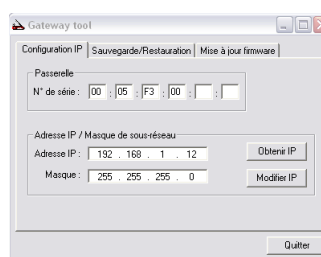 Gateway tool
Configuration IP Sauvegarde/Restauration Mise à jour firmware
Passerelle
N° de série : 00 : 05 : F3 : 00 : :
Adresse IP / Masque de sous-réseau
Adresse IP : 192 . 168 . 1 . 12 Obtenir IP
Masque : 255 . 255 . 255 . 0 Modifier IP
Quitter